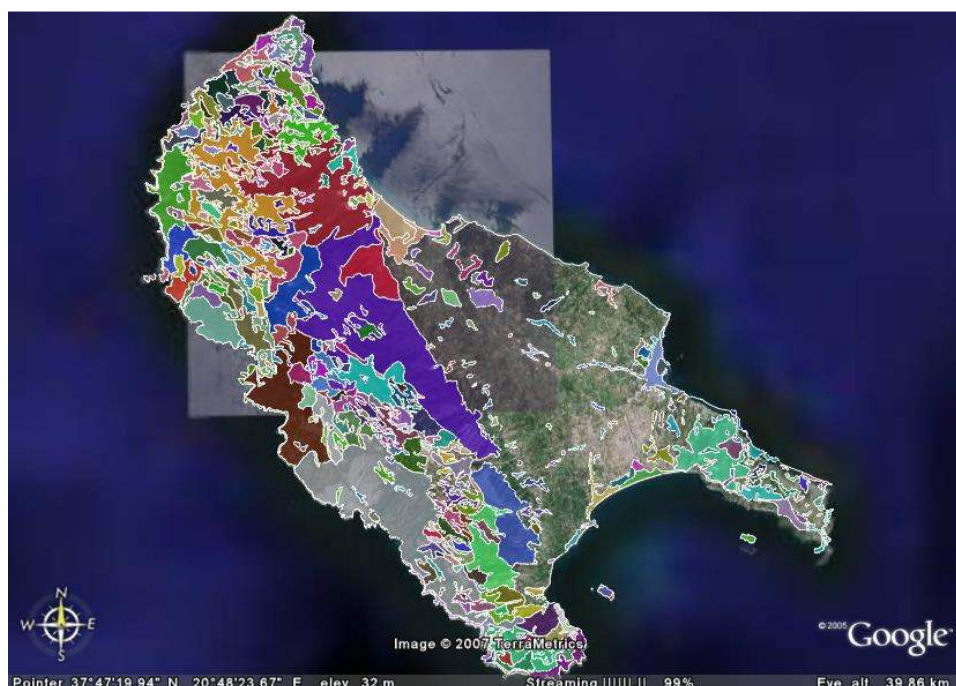 N
W E
S
Image © 2007 TerraMetrics
©2005 Google
Pointer 37°47'19.94" N 20°48'23.67" E elev 32 m Streaming ||||||||| 99% Eye alt 39.86 km